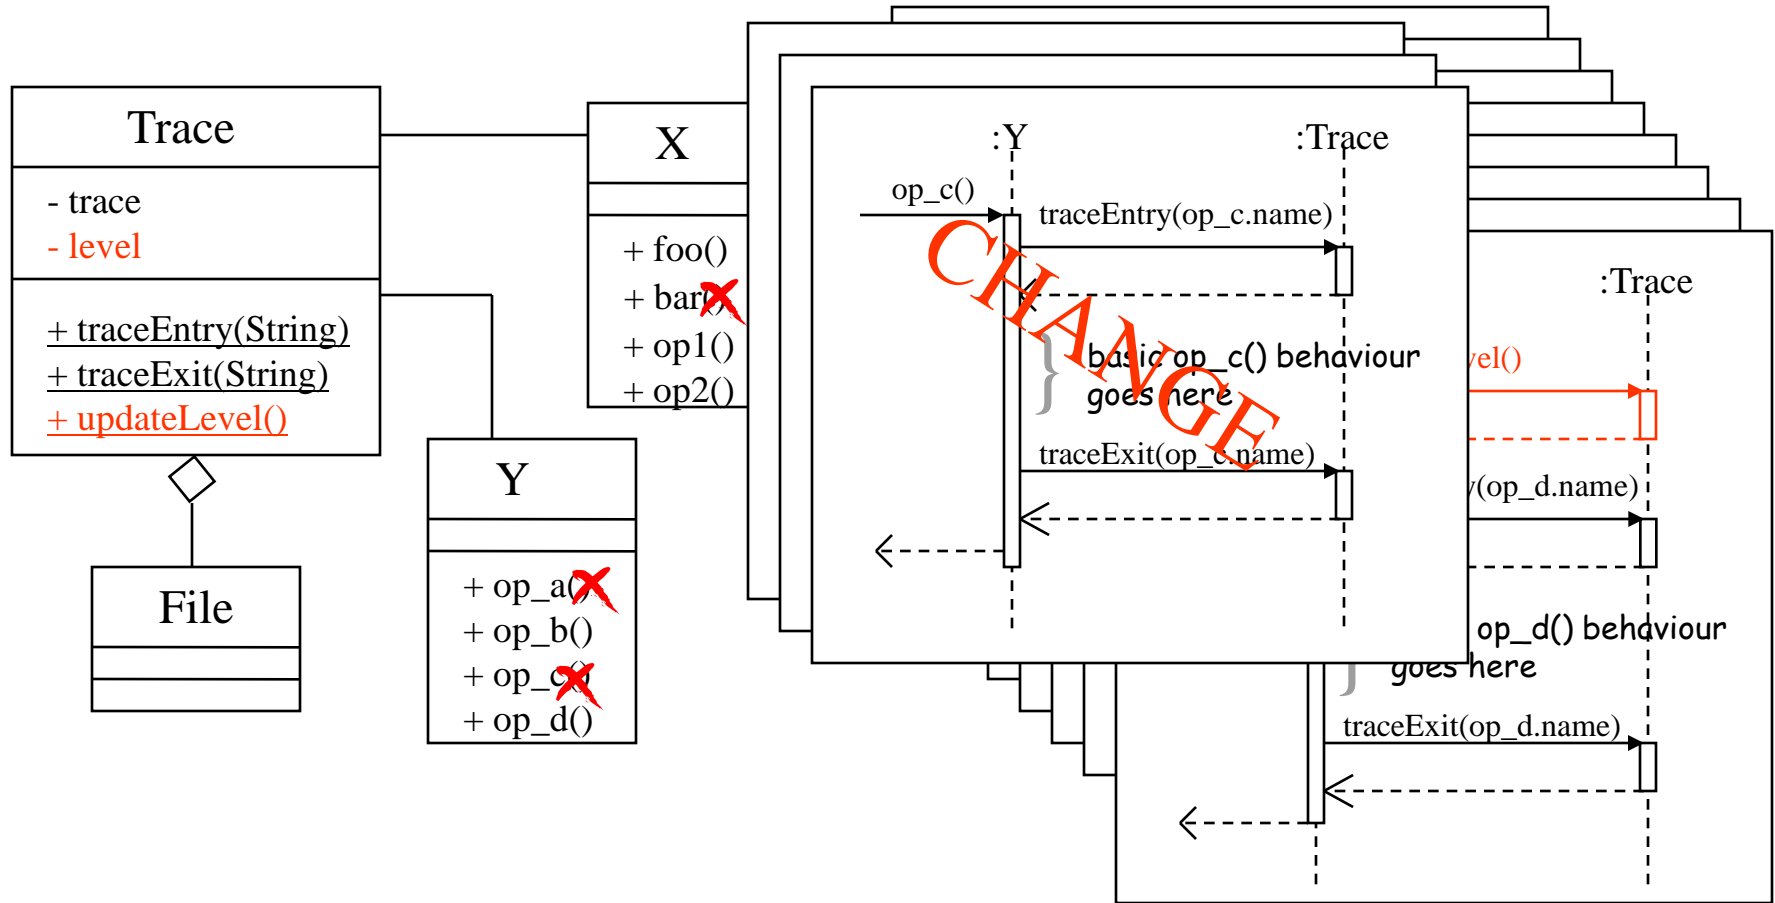 Trace
- trace
- level
+ traceEntry(String)
+ traceExit(String)
+ updateLevel()
File
X
+ foo()
+ bar()
+ op1()
+ op2()
Y
+ op_a()
+ op_b()
+ op_c()
+ op_d()
:Y
:Trace
op_c()
traceEntry(op_c.name)
CHANGE
basic op_c() behaviour
goes here
traceExit(op_c.name)
:Trace
vel()
y(op_d.name)
op_d() behaviour
goes here
traceExit(op_d.name)